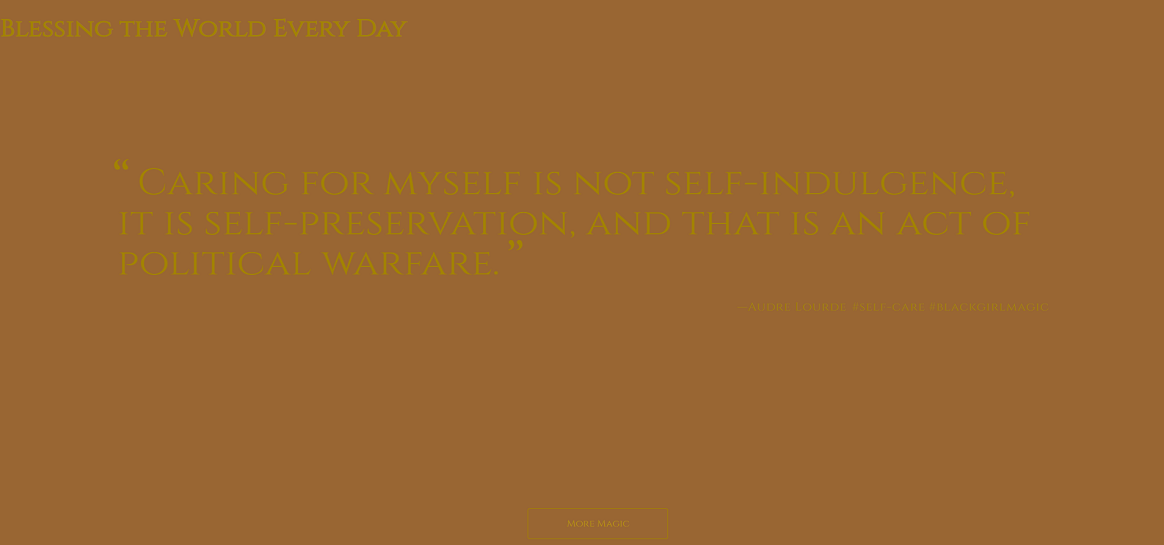 Blessing the World Every Day
“ Caring for myself is not self-indulgence,
it is self-preservation, and that is an act of
political warfare. ”
—Audre Lourde #self-care #blackgirlmagic
More Magic